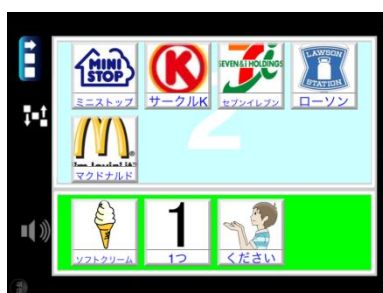 MINI
STOP
ミニストップ
K
サークルK
SEVEN & i HOLDINGS
セブンイレブン
LAWSON
STATION
ローソン
2
M
i'm lovin' it
マクドナルド
ソフトクリーム
1
1つ
ください